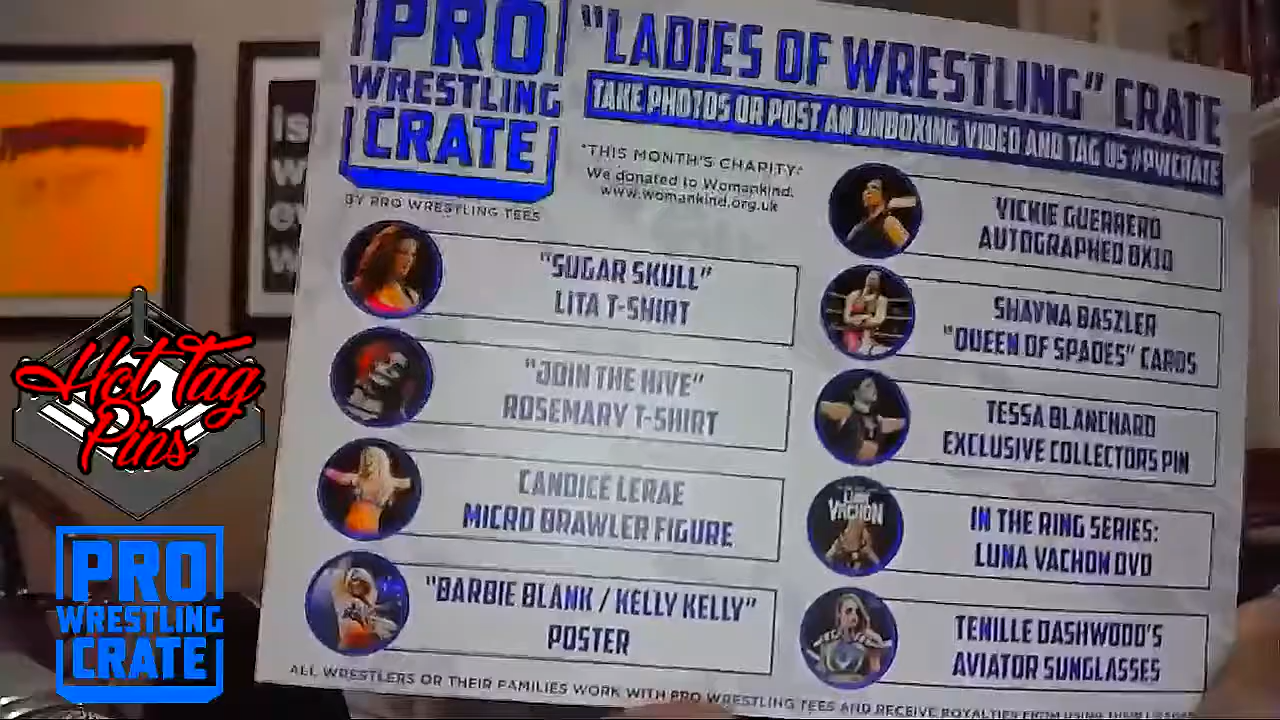 PRO
WRESTLING
CRATE
BY PRO WRESTLING TEES
"LADIES OF WRESTLING" CRATE
TAKE PHOTOS OR POST AN UNBOXING VIDEO AND TAG US #PWCRATE
"THIS MONTH'S CHARITY:"
We donated to Womankind.
www.womankind.org.uk
"SUGAR SKULL"
LITA T-SHIRT
"JOIN THE HIVE"
ROSEMARY T-SHIRT
CANDICE LERAE
MICRO BRAWLER FIGURE
"BARBIE BLANK / KELLY KELLY"
POSTER
VICKIE GUERRERO
AUTOGRAPHED 8X10
SHAYNA BASZLER
"QUEEN OF SPADES" CARDS
TESSA BLANCHARD
EXCLUSIVE COLLECTORS PIN
VACHON
IN THE RING SERIES:
LUNA VACHON DVD
TENILLE DASHWOOD'S
AVIATOR SUNGLASSES
ALL WRESTLERS OR THEIR FAMILIES WORK WITH PRO WRESTLING TEES AND RECEIVE ROYALTIES FROM USING THEIR
Hot Tag
Pins
PRO
WRESTLING
CRATE